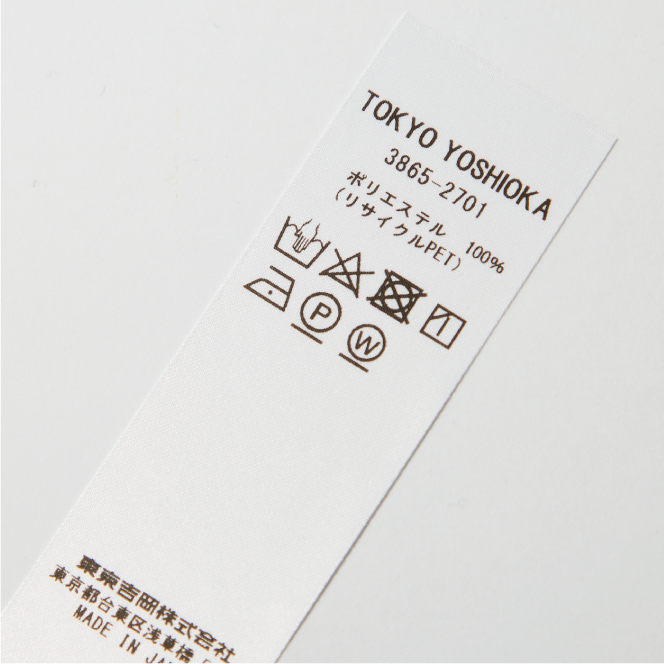 TOKYO YOSHIOKA
3865-2701
ポリエステル 100%
(リサイクルPET)
P W
東京吉岡株式会社
東京都台東区浅草橋
MADE IN